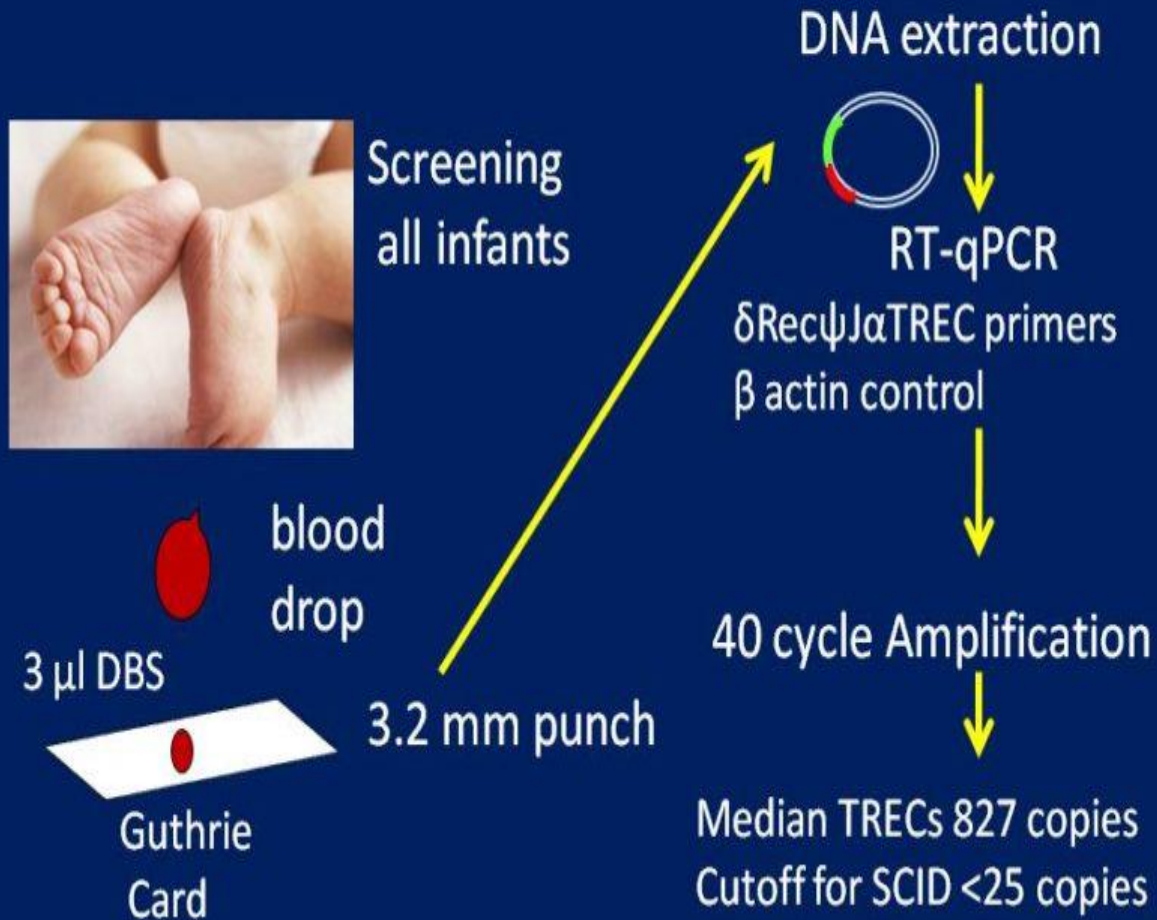 Screening
all infants
blood
drop
3 µl DBS
3.2 mm punch
Guthrie
Card
DNA extraction
RT-qPCR
δRecψJαTREC primers
β actin control
40 cycle Amplification
Median TRECs 827 copies
Cutoff for SCID <25 copies